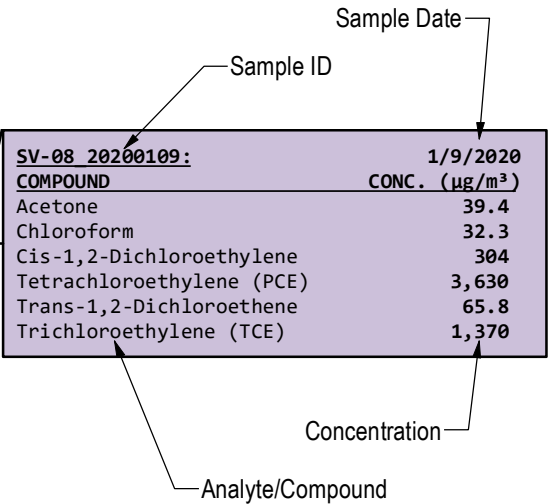 Sample Date
Sample ID
SV-08_20200109: 1/9/2020
COMPOUND CONC. (µg/m³)
Acetone 39.4
Chloroform 32.3
Cis-1,2-Dichloroethylene 304
Tetrachloroethylene (PCE) 3,630
Trans-1,2-Dichloroethene 65.8
Trichloroethylene (TCE) 1,370
Concentration
Analyte/Compound